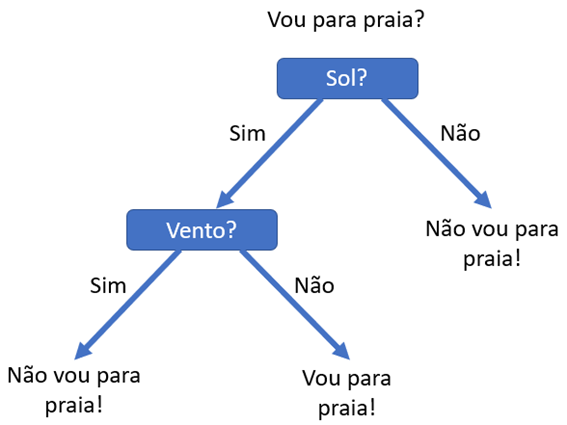 Vou para praia?
Sol?
Sim
Não
Vento?
Não vou para
praia!
Sim
Não
Não vou para
praia!
Vou para
praia!